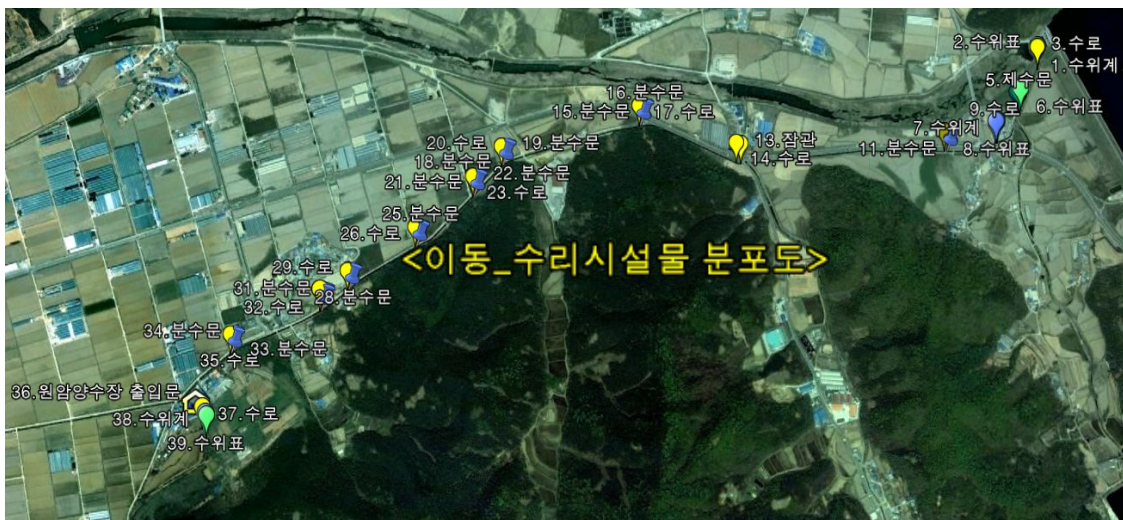 2.수위표
3.수로
1.수위계
5.제수문
6.수위표
9.수로
7.수위계
8.수위표
11.분수문
13.잠관
14.수로
16.분수문
15.분수문
17.수로
20.수로
19.분수문
18.분수문
22.분수문
21.분수문
23.수로
25.분수문
26.수로
<이동_수리시설물 분포도>
29.수로
31.분수문
28.분수문
32.수로
34.분수문
33.분수문
35.수로
36.원암양수장 출입문
38.수위계
37.수로
39.수위표